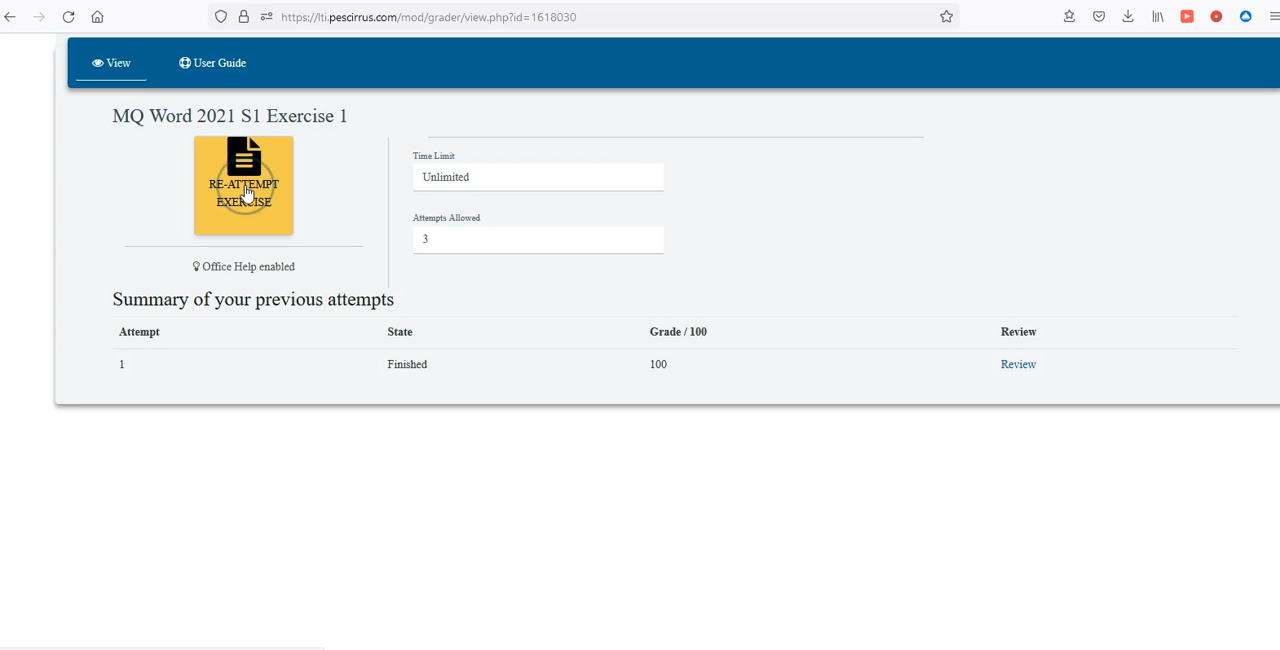 https://lti.pescirrus.com/mod/grader/view.php?id=1618030
View User Guide
MQ Word 2021 S1 Exercise 1
RE-ATTEMPT
EXERCISE
Office Help enabled
Time Limit
Unlimited
Attempts Allowed
3
Summary of your previous attempts
Attempt State Grade / 100 Review
1 Finished 100 Review